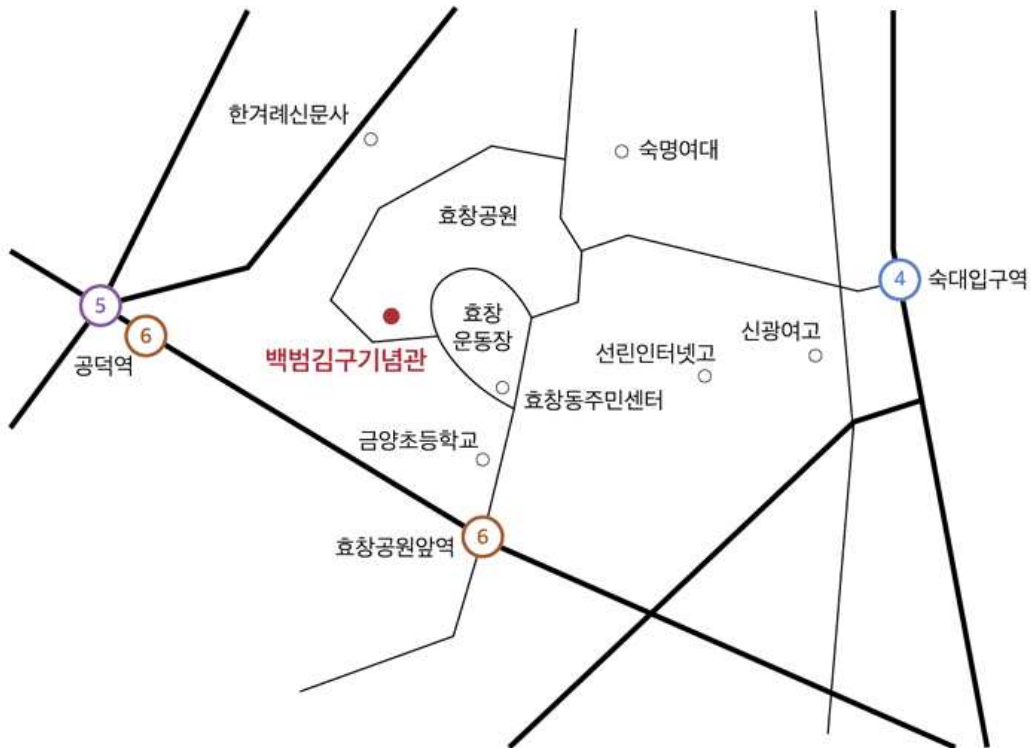 한겨레신문사
숙명여대
효창공원
4
숙대입구역
5
6
공덕역
효창
운동장
신광여고
선린인터넷고
백범김구기념관
효창동주민센터
금양초등학교
6
효창공원앞역